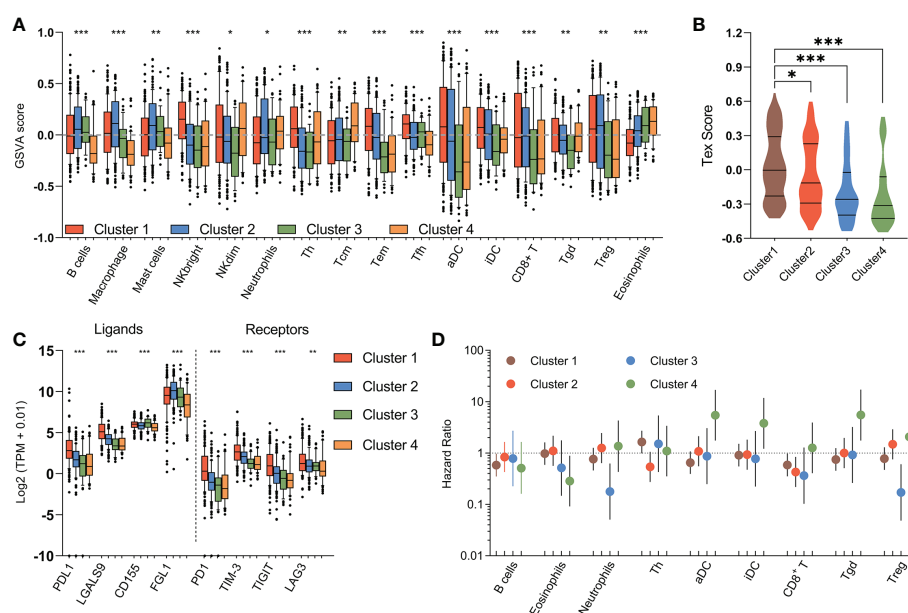 A
GSVA score
1.0
0.5
0.0
-0.5
-1.0
*** *** ** *** * * *** ** *** *** *** *** *** ** ** ***
Cluster 1 Cluster 2 Cluster 3 Cluster 4
B cells Macrophage Mast cells NKbright NKdim Neutrophils Th Tcm Tem Tfh aDC iDC CD8+ T Tgd Treg Eosinophils
B
Tex Score
1.2
0.6
0.3
-0.3
-0.6
***
***
*
Cluster1 Cluster2 Cluster3 Cluster4
C
Ligands Receptors
Log2 (TPM + 0.01)
15
10
5
0
-5
-10
*** *** *** *** *** *** *** **
Cluster 1
Cluster 2
Cluster 3
Cluster 4
PDL1 LGALS9 CD155 FGL1 PD1 TIM-3 TIGIT LAG3
D
Hazard Ratio
100
10
1
0.1
0.01
Cluster 1 Cluster 3
Cluster 2 Cluster 4
B cells Eosinophils Neutrophils Th aDC iDC CD8+ T Tgd Treg